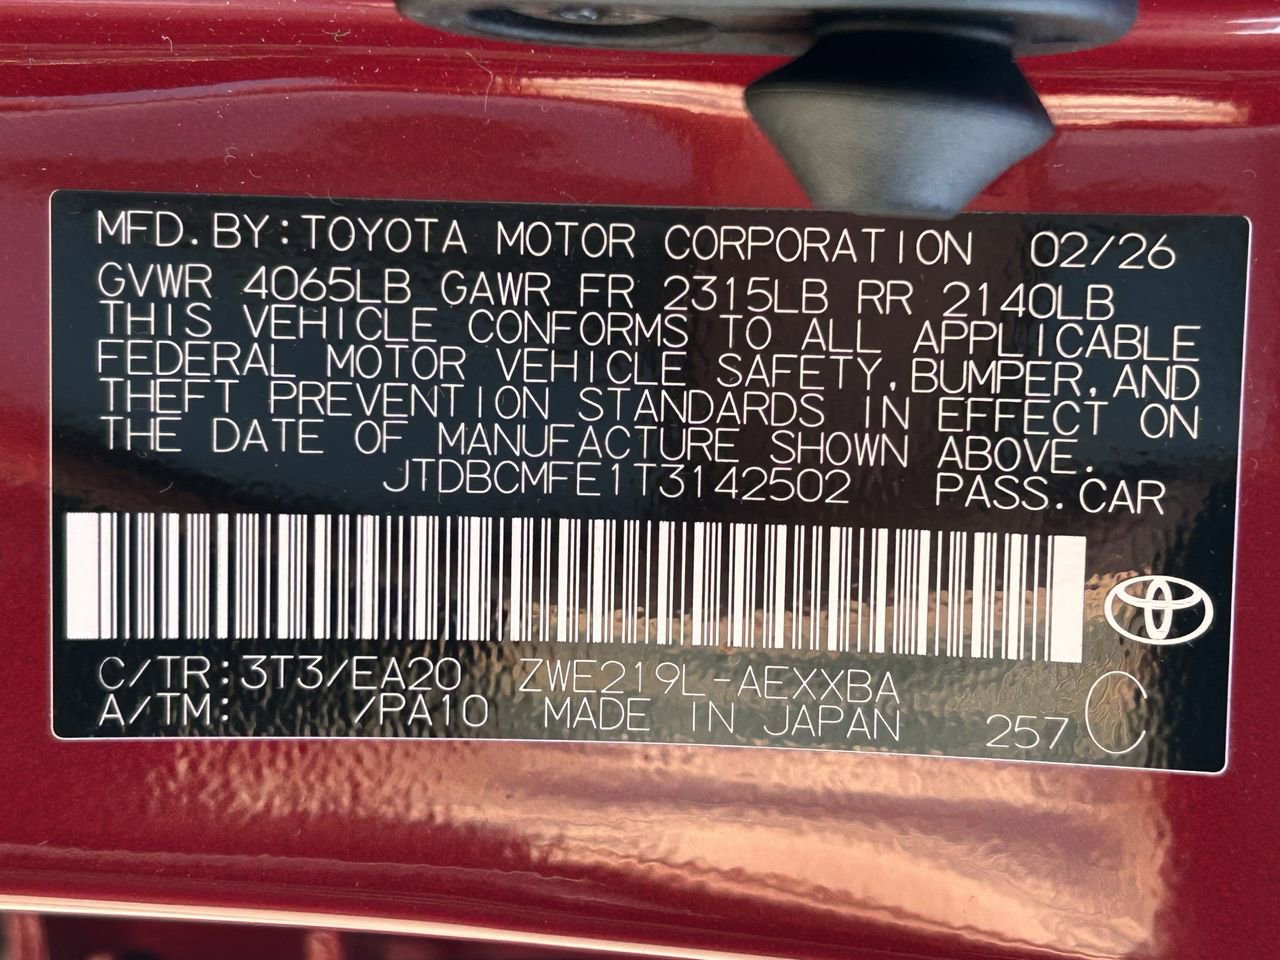 MFD. BY: TOYOTA MOTOR CORPORATION 02/26
GVWR 4065LB GAWR FR 2315LB RR 2140LB
THIS VEHICLE CONFORMS TO ALL APPLICABLE
FEDERAL MOTOR VEHICLE SAFETY, BUMPER, AND
THEFT PREVENTION STANDARDS IN EFFECT ON
THE DATE OF MANUFACTURE SHOWN ABOVE.
JTDBCMFE1T3142502 PASS. CAR
C/TR: 3T3/EA20 ZWE219L-AEXXBA
A/TM: /PA10 MADE IN JAPAN 257 C